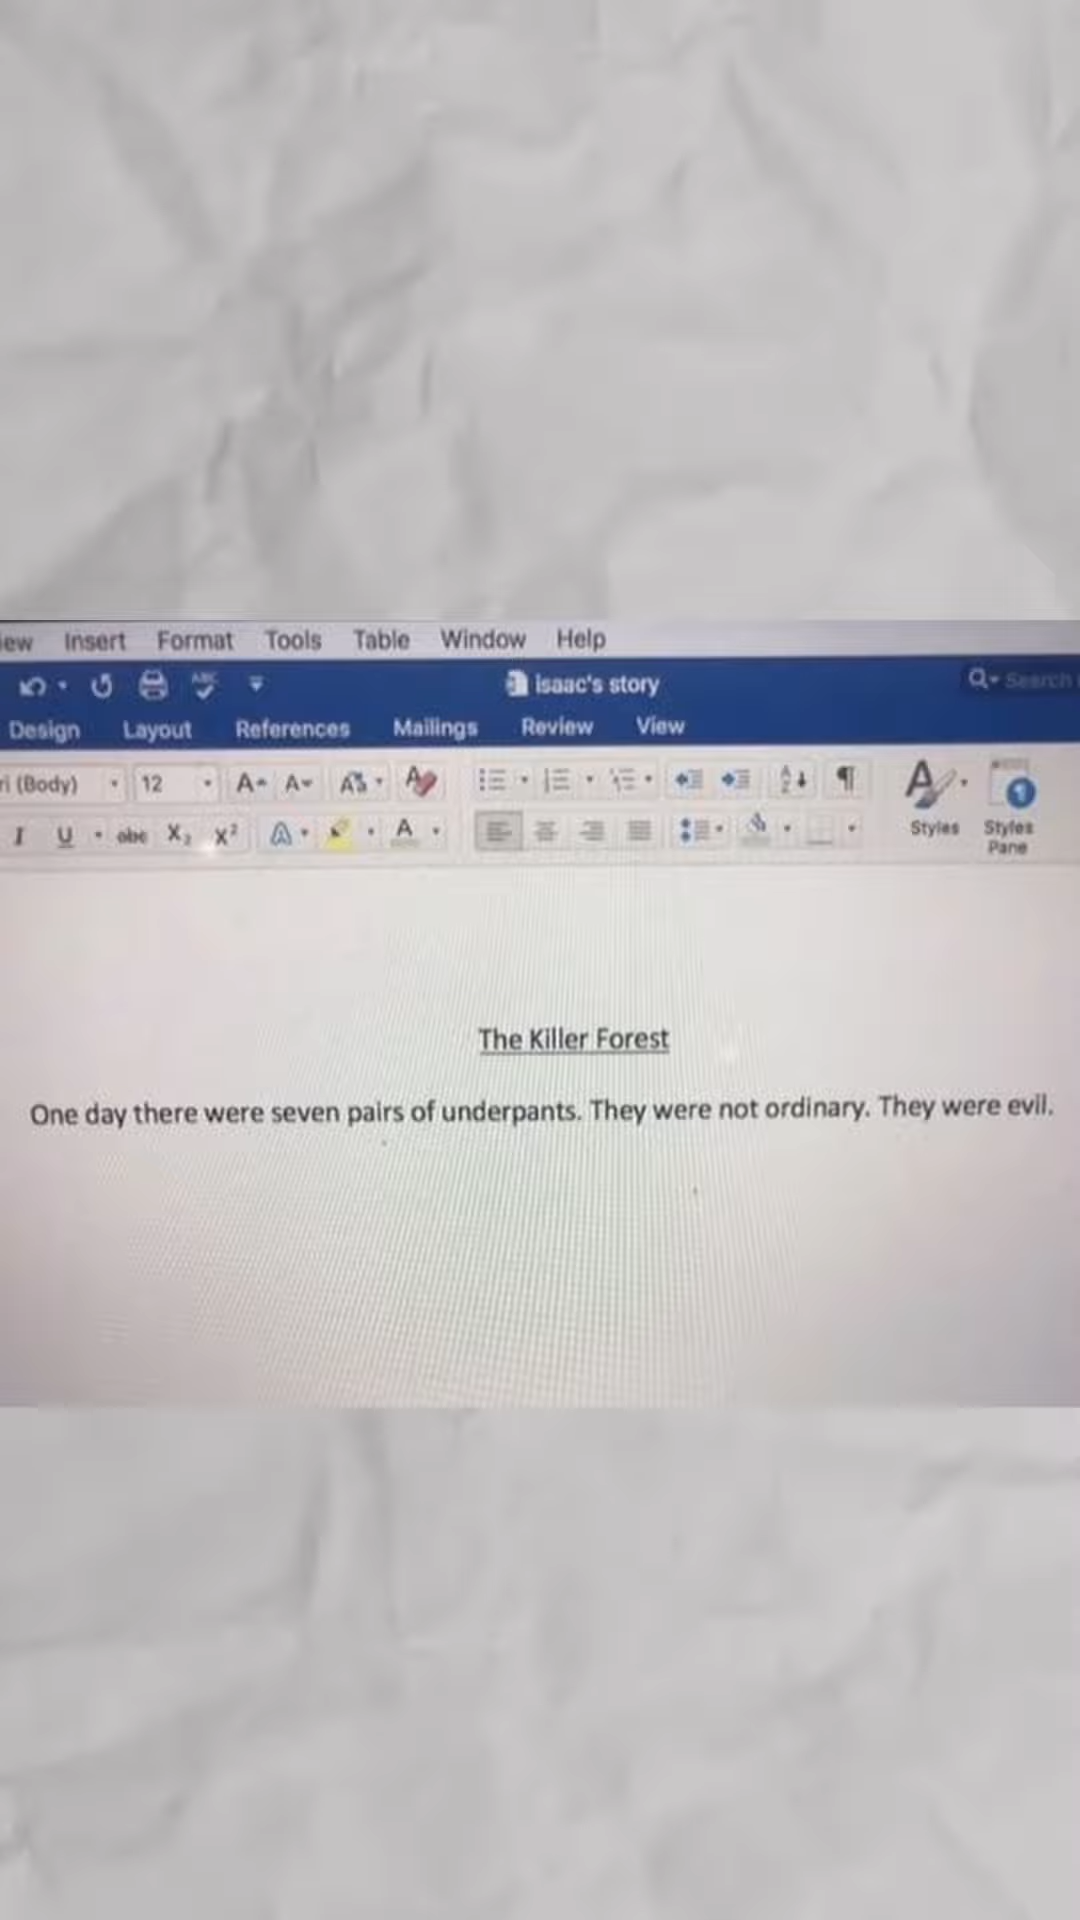 Insert Format Tools Table Window Help
Isaac's story
Search
Design Layout References Mailings Review View
(Body) 12
Styles Styles Pane
The Killer Forest
One day there were seven pairs of underpants. They were not ordinary. They were evil.